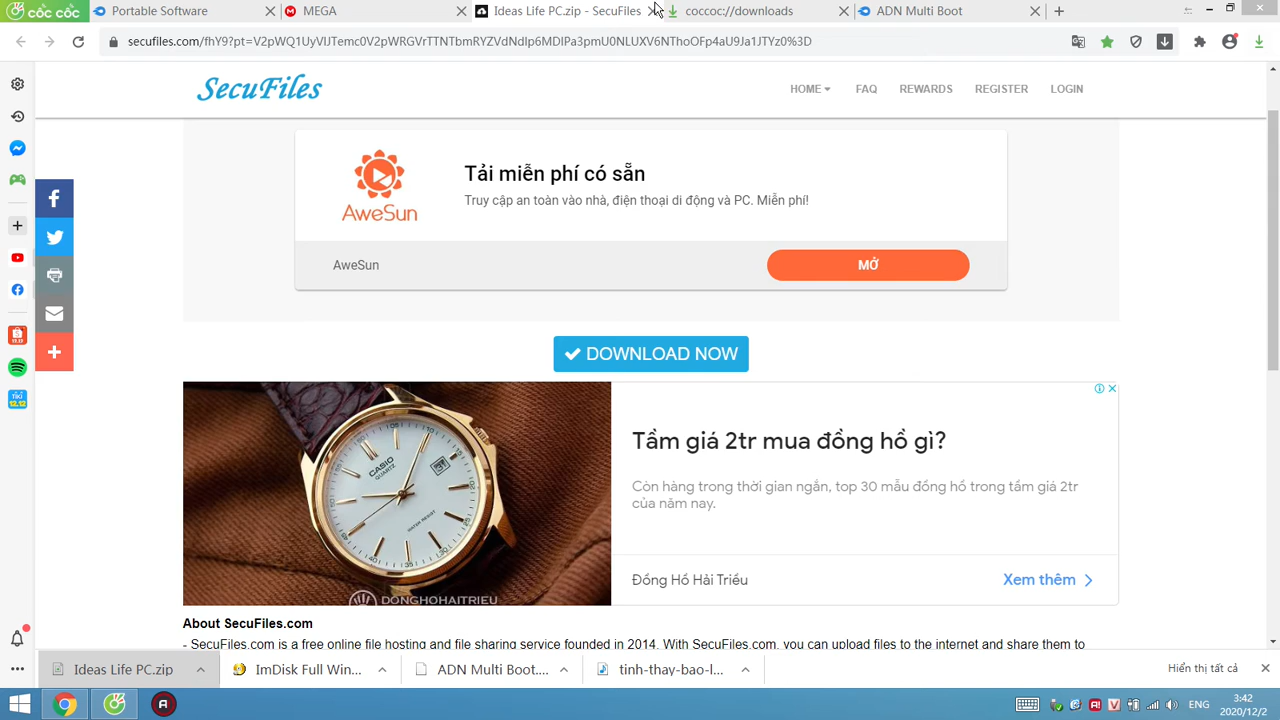 cốc cốc
Portable Software
MEGA
Ideas Life PC.zip - SecuFiles
coccoc://downloads
ADN Multi Boot
SecuFiles
HOME
FAQ
REWARDS
REGISTER
LOGIN
Tải miễn phí có sẵn
Truy cập an toàn vào nhà, điện thoại di động và PC. Miễn phí!
AweSun
AweSun
MỞ
DOWNLOAD NOW
CASIO
QUARTZ
WATER RESIST
DONGHOHAITRIEU
Tầm giá 2tr mua đồng hồ gì?
Còn hàng trong thời gian ngắn, top 30 mẫu đồng hồ trong tầm giá 2tr
của năm nay.
Đồng Hồ Hải Triều
Xem thêm
About SecuFiles.com
- SecuFiles.com is a free online file hosting and file sharing service founded in 2014. With SecuFiles.com, you can upload files to the internet and share them to
Ideas Life PC.zip
ImDisk Full Win...
ADN Multi Boot....
tinh-thay-bao-l...
Hiển thị tất cả
ENG
3:42
2020/12/2